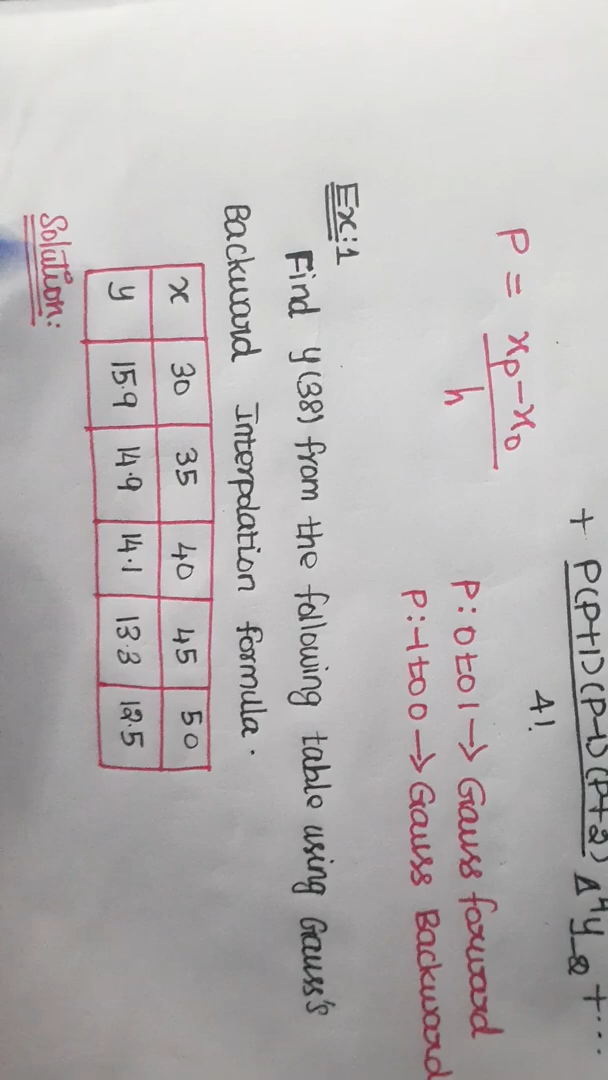 + P(P+1)(P-1)(P+2) Δ⁴y₋₂ + ...
4!
P = xₚ-x₀
h
P: 0 to 1 → Gauss forward
P: -1 to 0 → Gauss Backward
Ex:1
Find y(38) from the following table using Gauss's
Backward Interpolation formula.
x 30 35 40 45 50
y 15.9 14.9 14.1 13.3 12.5
Solution: